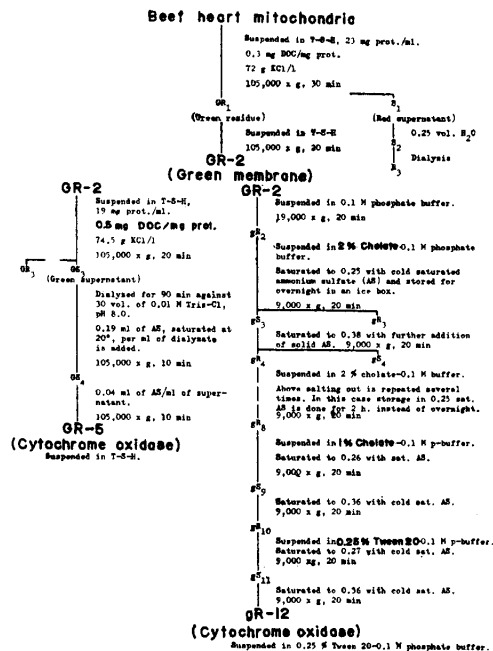 Beef heart mitochondria
Suspended in T-S-H, 23 mg prot./ml.
0.3 mg DOC/mg prot.
72 g KCl/l
105,000 x g, 30 min
GR1
(Green residue)
S1
(Red supernatant)
Suspended in T-S-H
105,000 x g, 20 min
0.25 vol. H2O
S2
Dialysis
R3
GR-2
(Green membrane)
GR-2
Suspended in T-S-H,
19 mg prot./ml.
0.5 mg DOC/mg prot.
74.5 g KCl/l
105,000 x g, 20 min
GR3
GS3
(Green supernatant)
Dialyzed for 90 min against
30 vol. of 0.01 M Tris-Cl,
pH 8.0.
0.19 ml of AS, saturated at
20°, per ml of dialyzate
is added.
105,000 x g, 10 min
GS4
0.04 ml of AS/ml of super-
natant.
105,000 x g, 10 min
GR-5
(Cytochrome oxidase)
Suspended in T-S-H.
GR-2
Suspended in 0.1 M phosphate buffer.
19,000 x g, 20 min
gR2
Suspended in 2% Cholate-0.1 M phosphate
buffer.
Saturated to 0.25 with cold saturated
ammonium sulfate (AS) and stored for
overnight in an ice box.
9,000 x g, 20 min
gS3
gR3
Saturated to 0.38 with further addition
of solid AS. 9,000 x g, 20 min
gR4
gS4
Suspended in 2 % cholate-0.1 M buffer.
Above salting out is repeated several
times. In this case storage in 0.25 sat.
AS is done for 2 h. instead of overnight.
9,000 x g, 20 min
gR8
Suspended in 1% Cholate-0.1 M p-buffer.
Saturated to 0.26 with sat. AS.
9,000 x g, 20 min
gS9
Saturated to 0.36 with cold sat. AS.
9,000 x g, 20 min
gR10
Suspended in 0.25% Tween 20-0.1 M p-buffer.
Saturated to 0.27 with cold sat. AS.
9,000 xg, 20 min
gS11
Saturated to 0.36 with cold sat. AS.
9,000 x g, 20 min
gR-12
(Cytochrome oxidase)
Suspended in 0.25 % Tween 20-0.1 M phosphate buffer.